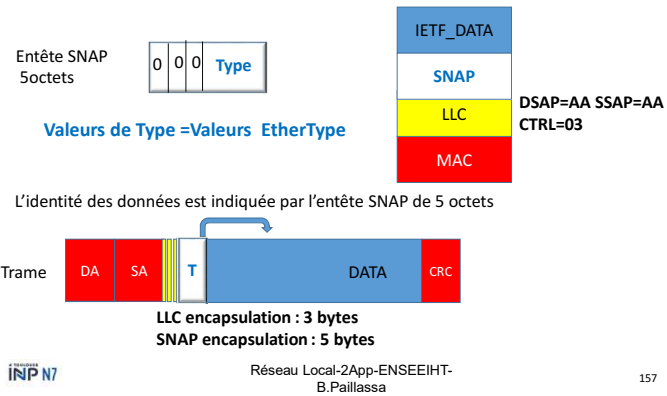 IETF_DATA
Entête SNAP
5octets
0 0 0 Type
SNAP
Valeurs de Type =Valeurs EtherType
LLC
DSAP=AA SSAP=AA
CTRL=03
MAC
L'identité des données est indiquée par l'entête SNAP de 5 octets
Trame
DA SA T DATA CRC
LLC encapsulation : 3 bytes
SNAP encapsulation : 5 bytes
INP N7
Réseau Local-2App-ENSEEIHT-
B.Paillassa
157